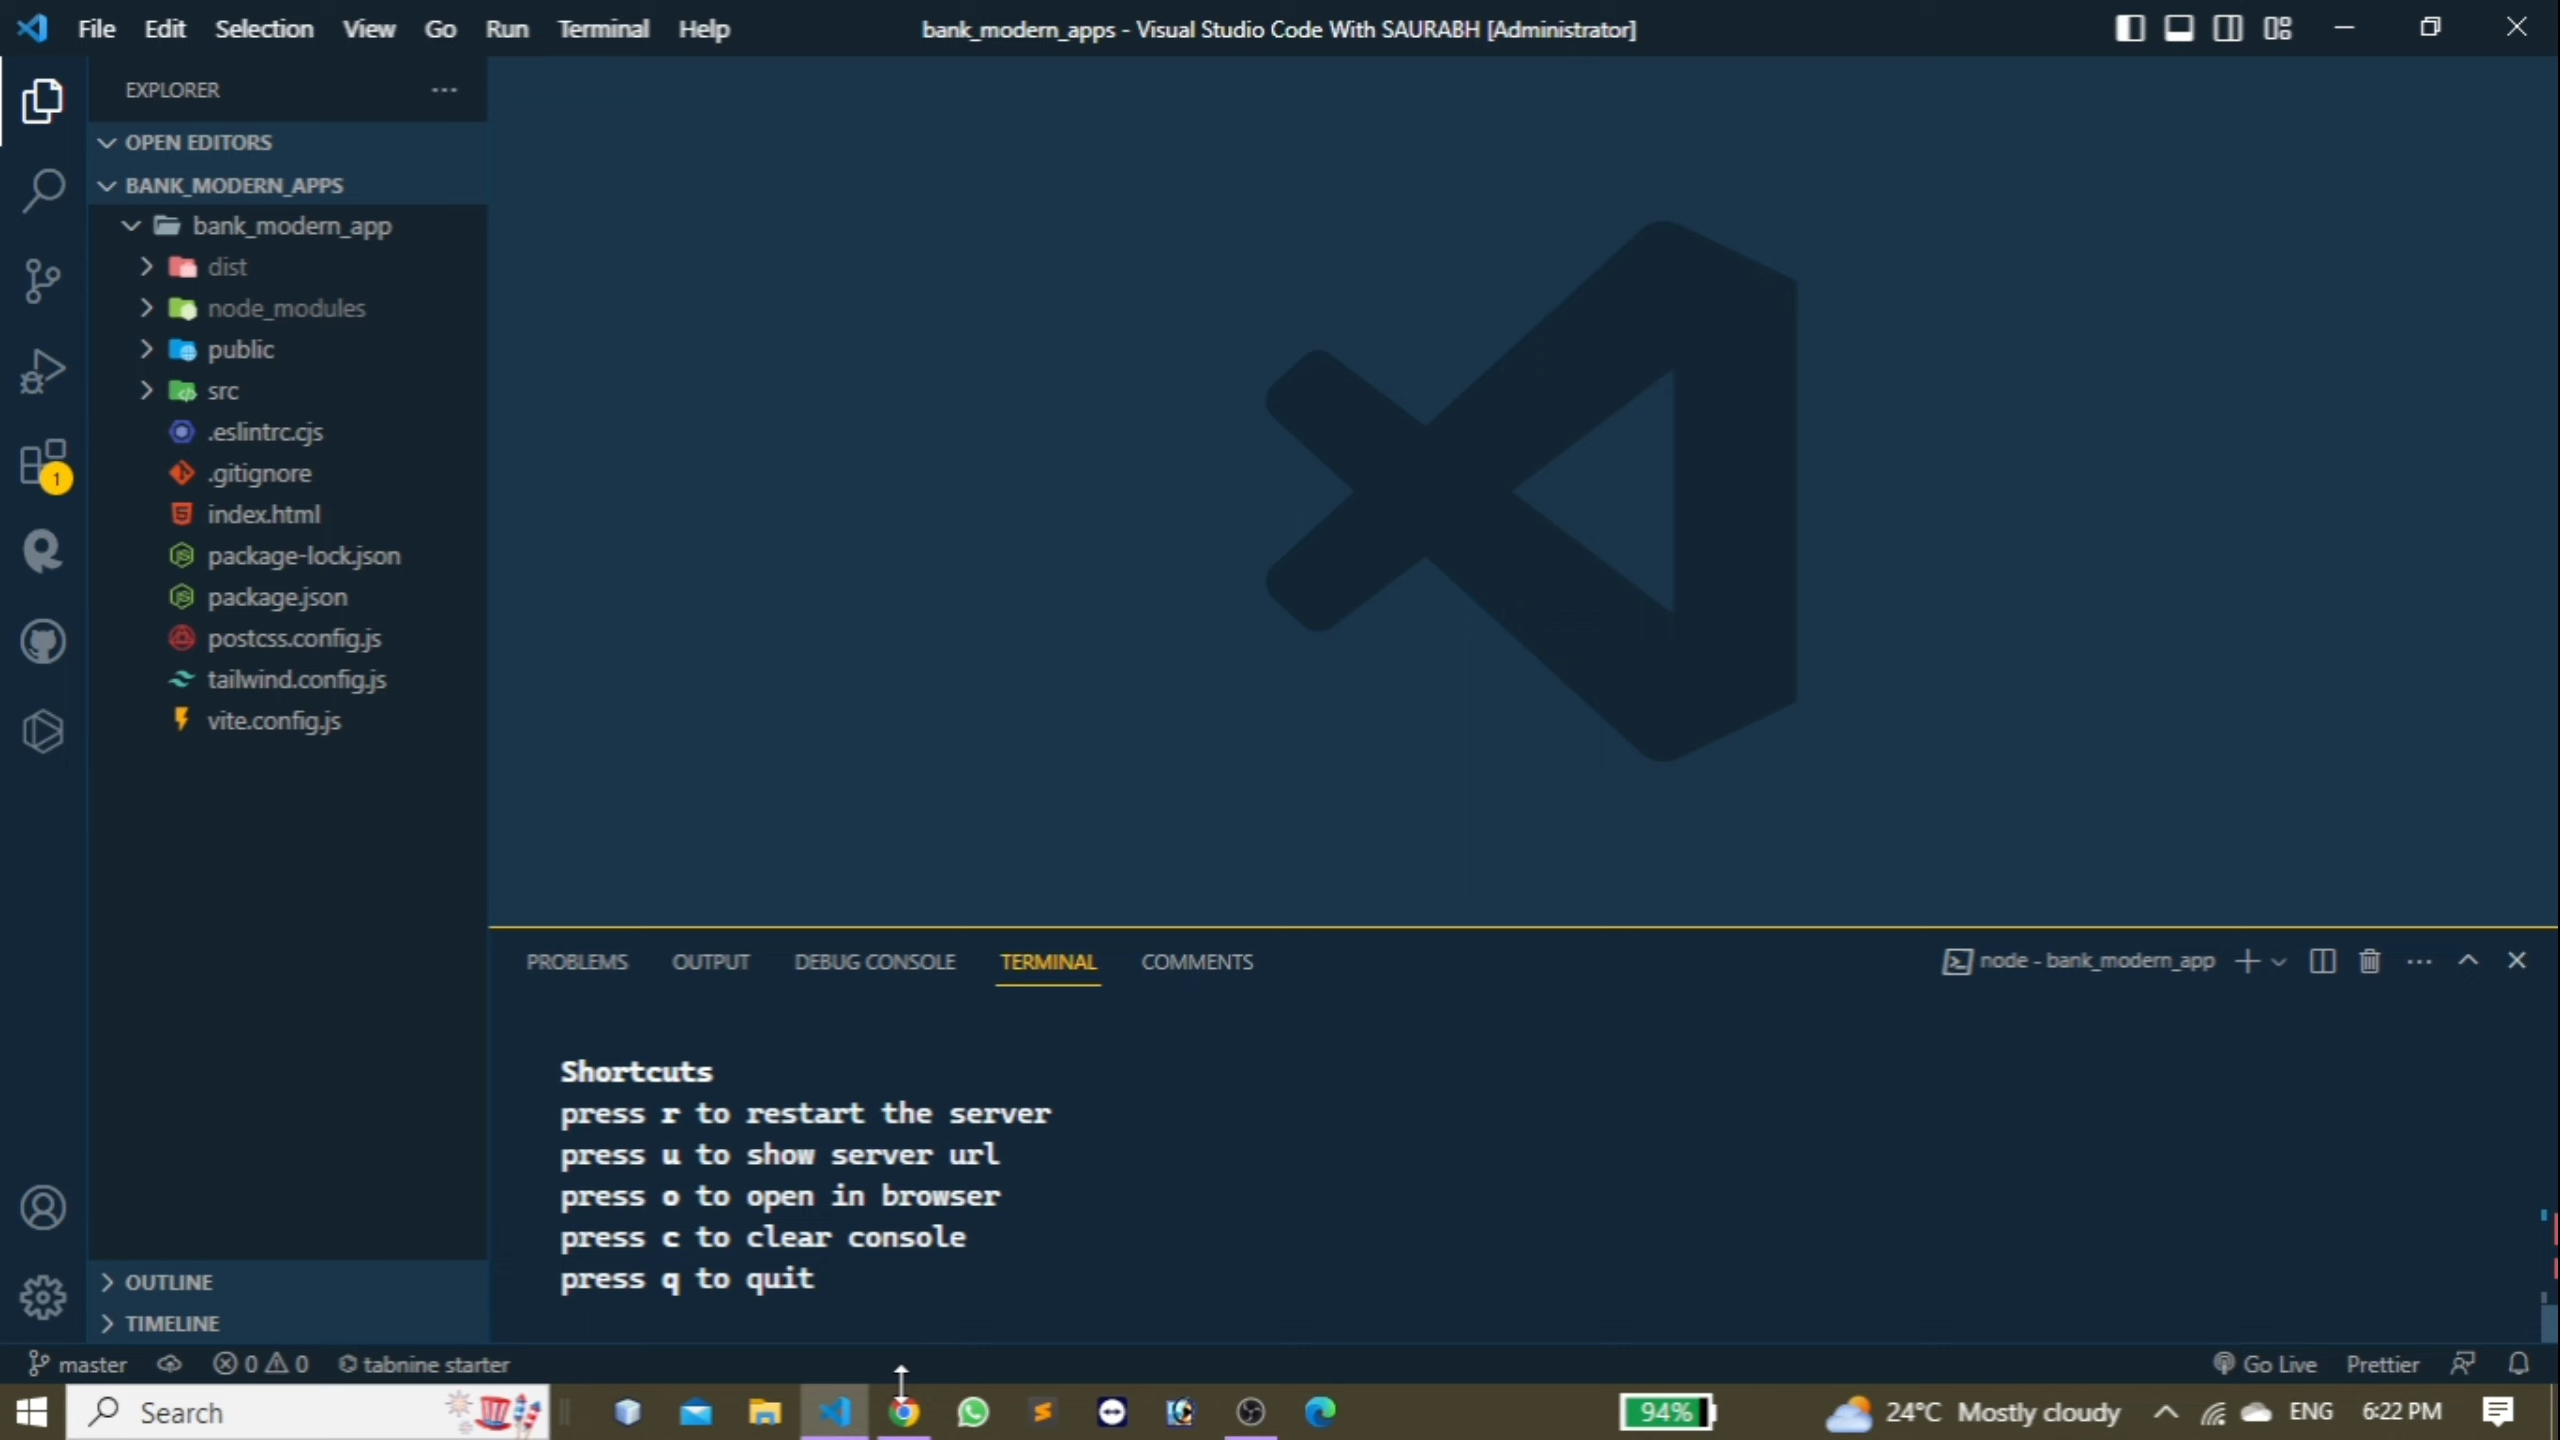 File Edit Selection View Go Run Terminal Help
bank_modern_apps - Visual Studio Code With SAURABH [Administrator]
EXPLORER
OPEN EDITORS
BANK_MODERN_APPS
bank_modern_app
dist
node_modules
public
src
.eslintrc.cjs
.gitignore
index.html
package-lock.json
package.json
postcss.config.js
tailwind.config.js
vite.config.js
1
OUTLINE
TIMELINE
PROBLEMS OUTPUT DEBUG CONSOLE TERMINAL COMMENTS
node - bank_modern_app
Shortcuts
press r to restart the server
press u to show server url
press o to open in browser
press c to clear console
press q to quit
master 0 0 tabnine starter
Go Live Prettier
Search
94%
24°C Mostly cloudy
ENG 6:22 PM